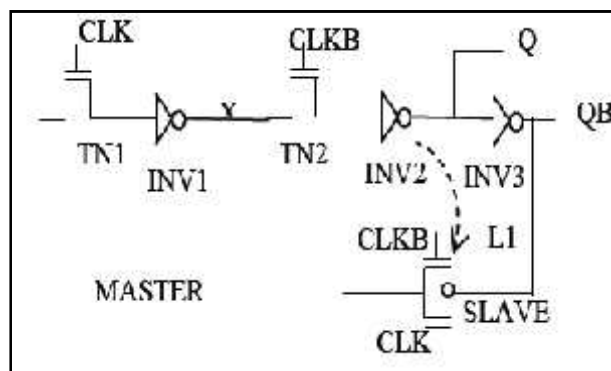 CLK
CLKB
Q
QB
TN1
INV1
TN2
INV2
INV3
CLKB
L1
MASTER
SLAVE
CLK